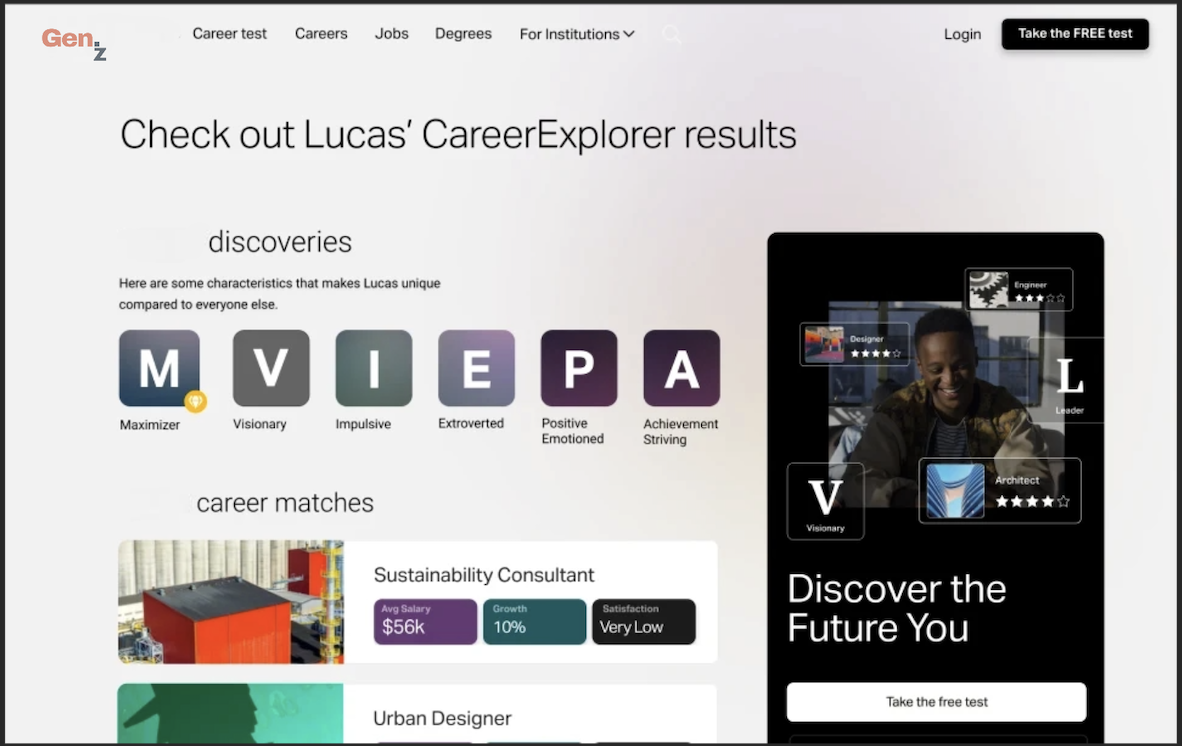 Gen.
z
Career test
Careers
Jobs
Degrees
For Institutions
Login
Take the FREE test
Check out Lucas’ CareerExplorer results
discoveries
Here are some characteristics that makes Lucas unique
compared to everyone else.
M
V
I
E
P
A
Maximizer
Visionary
Impulsive
Extroverted
Positive
Emotioned
Achievement
Striving
career matches
Sustainability Consultant
Avg Salary
$56k
Growth
10%
Satisfaction
Very Low
Urban Designer
Engineer
Designer
L
Leader
Architect
V
Visionary
Discover the
Future You
Take the free test